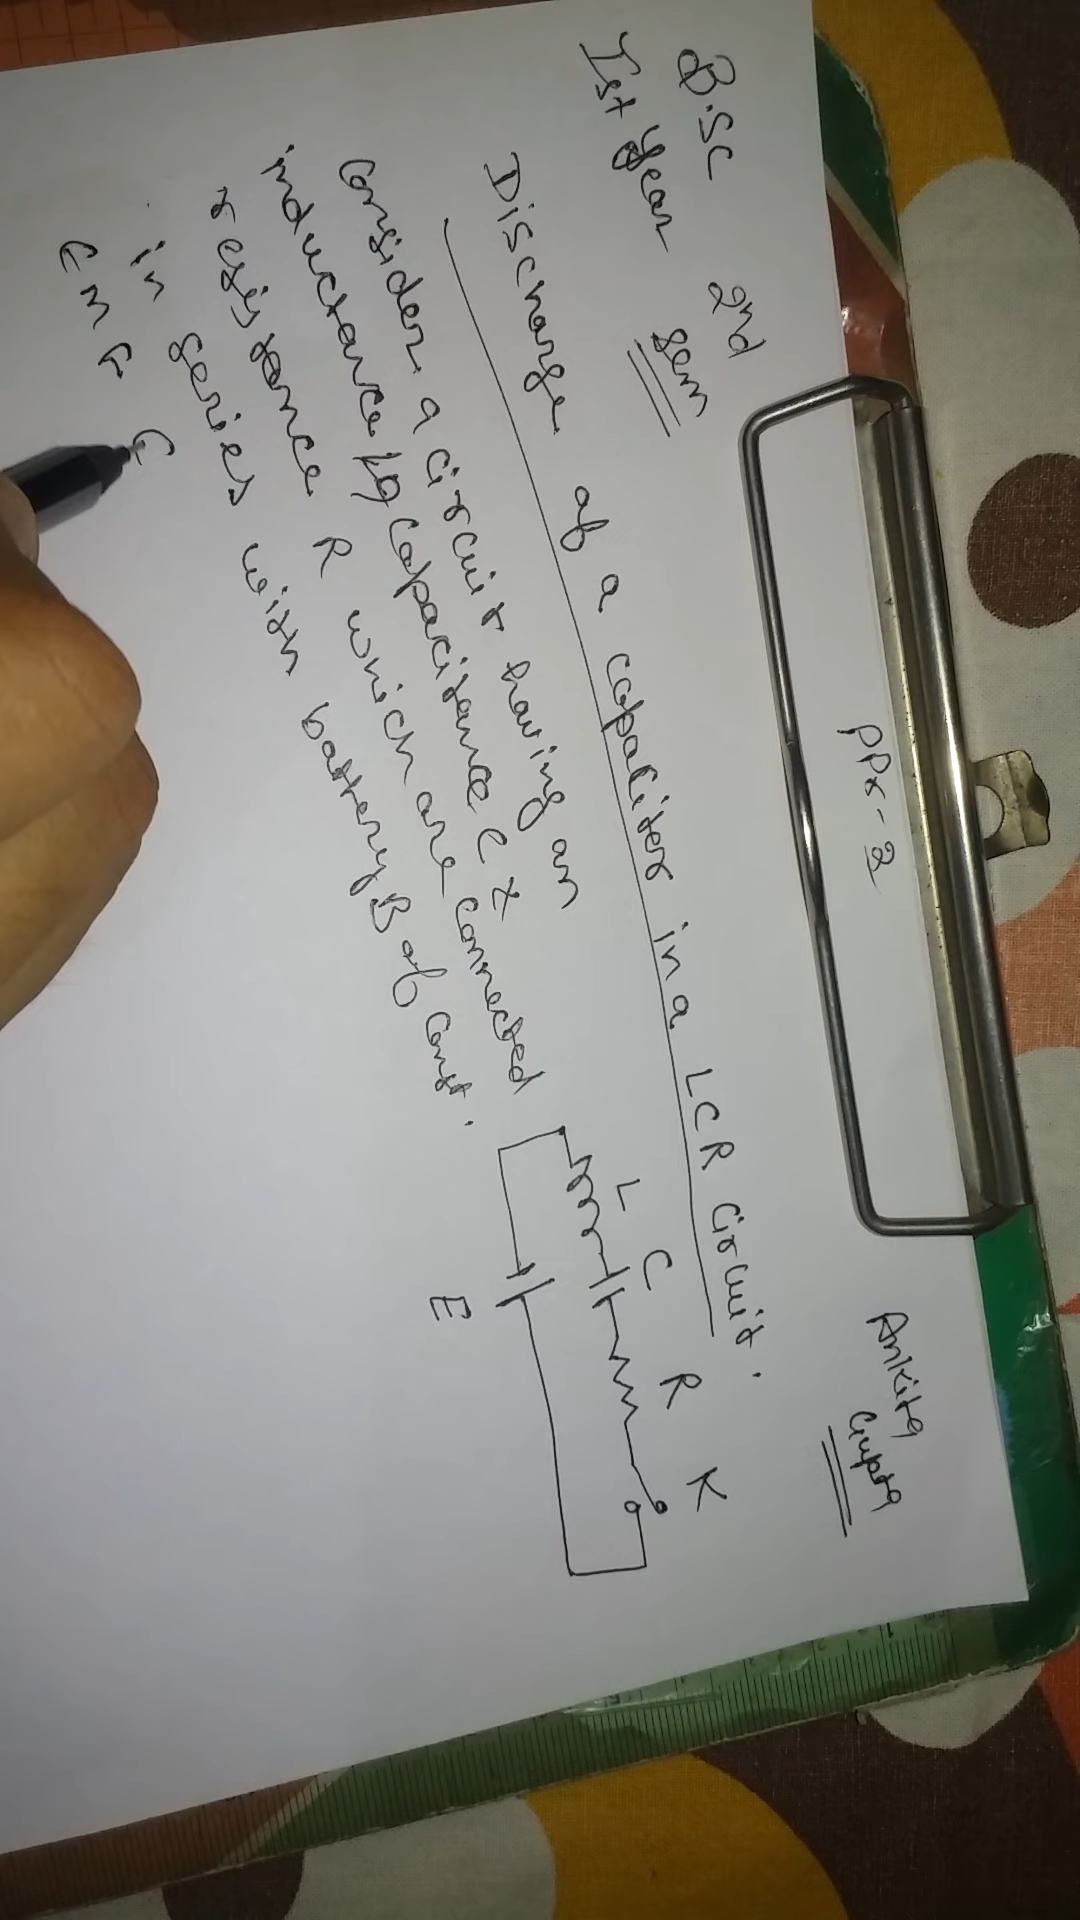 B.SC 2nd
Ist year sem
PPr-2
Ankita
Gupta
Discharge of a capacitor in a LCR Circuit.
Consider a circuit having an
inductance L, a capacitance C &
resistance R which are connected
in series with battery B of const.
EMF E
L C R K
E